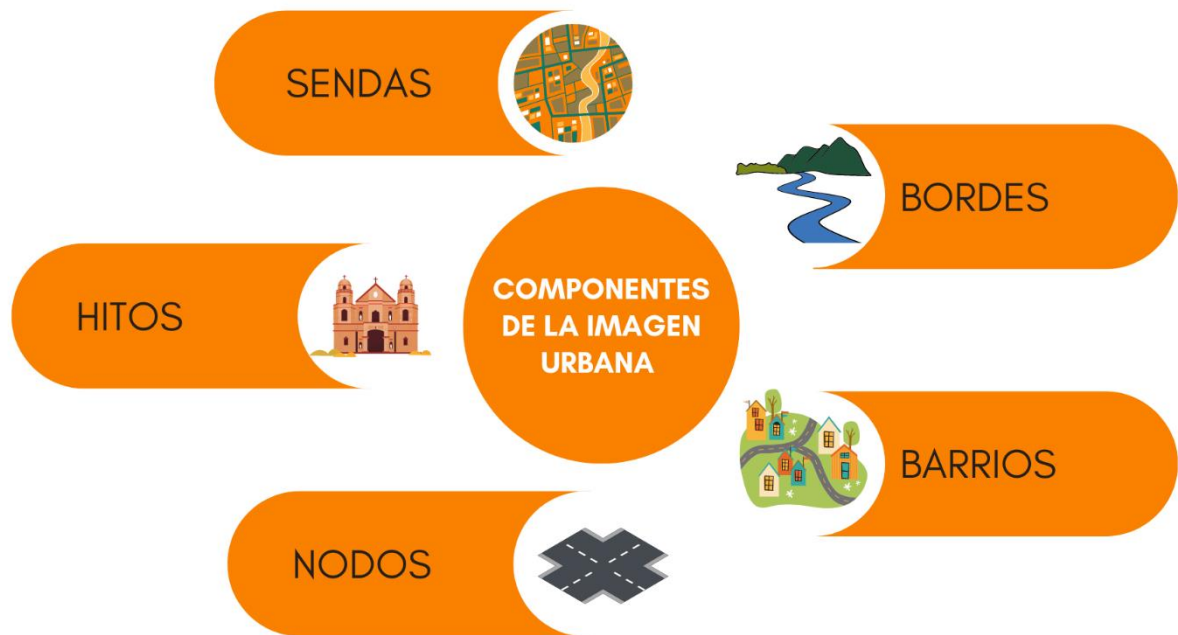 SENDAS
BORDES
HITOS
COMPONENTES
DE LA IMAGEN
URBANA
BARRIOS
NODOS